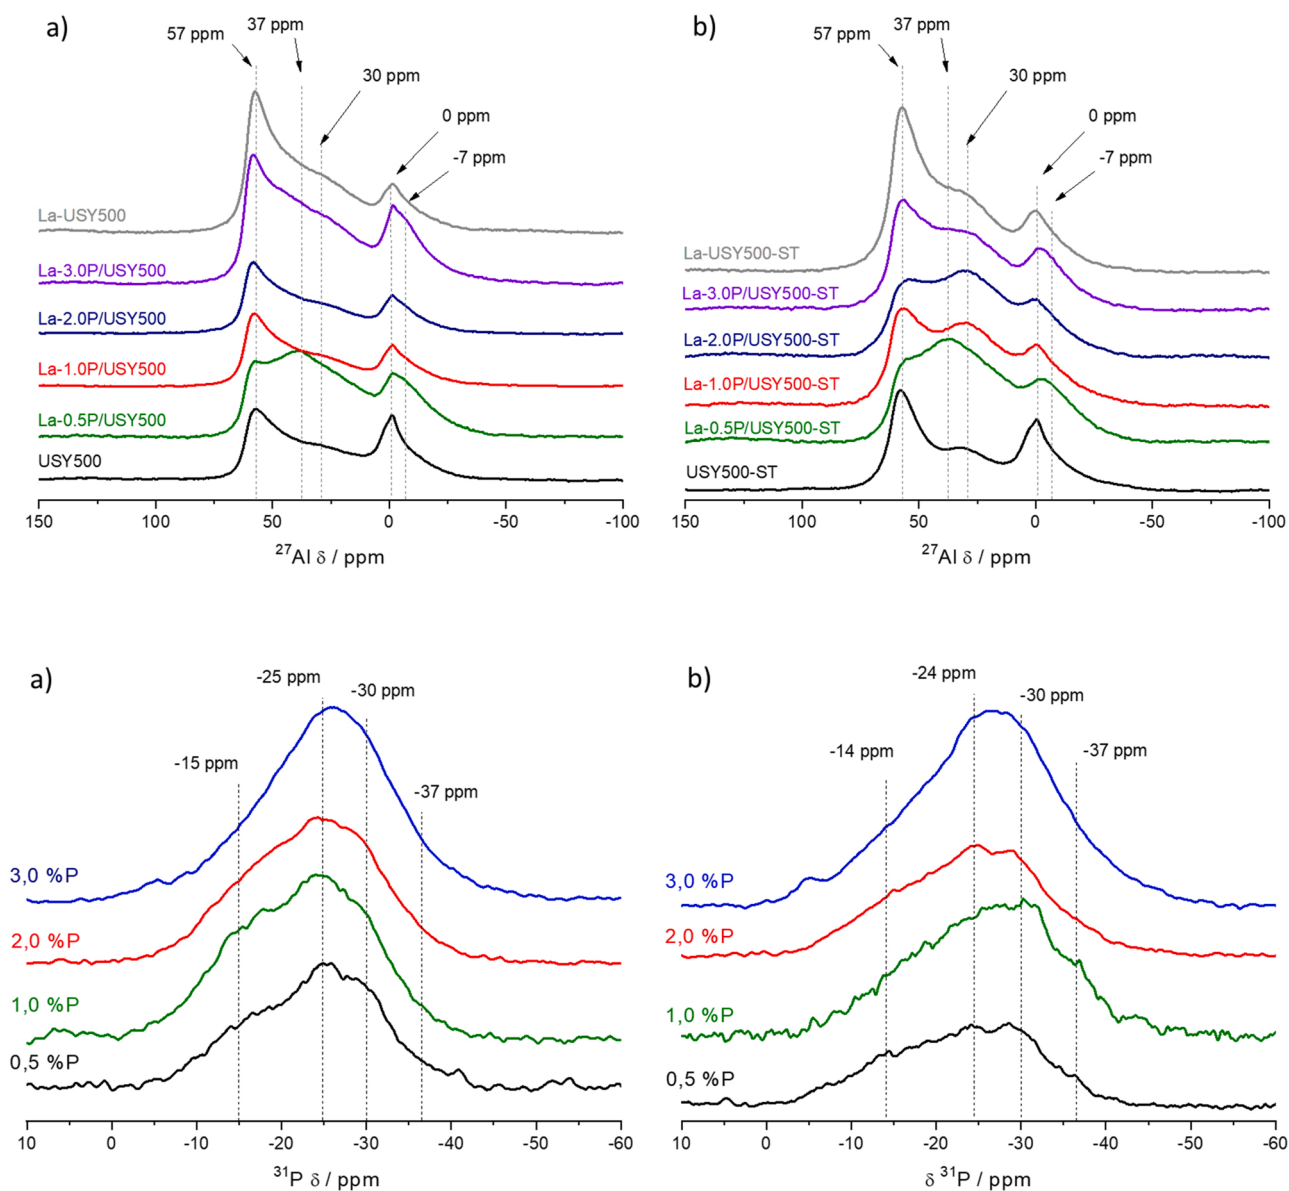 a)
37 ppm
57 ppm
30 ppm
0 ppm
-7 ppm
La-USY500
La-3.0P/USY500
La-2.0P/USY500
La-1.0P/USY500
La-0.5P/USY500
USY500
150 100 50 0 -50 -100
27Al δ / ppm
b)
37 ppm
57 ppm
30 ppm
0 ppm
-7 ppm
La-USY500-ST
La-3.0P/USY500-ST
La-2.0P/USY500-ST
La-1.0P/USY500-ST
La-0.5P/USY500-ST
USY500-ST
150 100 50 0 -50 -100
27Al δ / ppm
a)
-25 ppm
-30 ppm
-15 ppm
-37 ppm
3,0 %P
2,0 %P
1,0 %P
0,5 %P
10 0 -10 -20 -30 -40 -50 -60
31P δ / ppm
b)
-24 ppm
-30 ppm
-14 ppm
-37 ppm
3,0 %P
2,0 %P
1,0 %P
0,5 %P
10 0 -10 -20 -30 -40 -50 -60
δ 31P / ppm